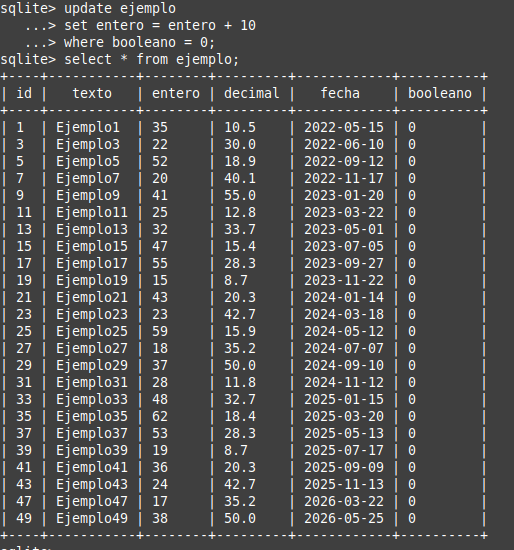 sqlite> update ejemplo
   ...> set entero = entero + 10
   ...> where booleano = 0;
sqlite> select * from ejemplo;
+----+-----------+--------+---------+------------+----------+
| id |   texto   | entero | decimal |   fecha    | booleano |
+----+-----------+--------+---------+------------+----------+
| 1  | Ejemplo1  | 35     | 10.5    | 2022-05-15 | 0        |
| 3  | Ejemplo3  | 22     | 30.0    | 2022-06-10 | 0        |
| 5  | Ejemplo5  | 52     | 18.9    | 2022-09-12 | 0        |
| 7  | Ejemplo7  | 20     | 40.1    | 2022-11-17 | 0        |
| 9  | Ejemplo9  | 41     | 55.0    | 2023-01-20 | 0        |
| 11 | Ejemplo11 | 25     | 12.8    | 2023-03-22 | 0        |
| 13 | Ejemplo13 | 32     | 33.7    | 2023-05-01 | 0        |
| 15 | Ejemplo15 | 47     | 15.4    | 2023-07-05 | 0        |
| 17 | Ejemplo17 | 55     | 28.3    | 2023-09-27 | 0        |
| 19 | Ejemplo19 | 15     | 8.7     | 2023-11-22 | 0        |
| 21 | Ejemplo21 | 43     | 20.3    | 2024-01-14 | 0        |
| 23 | Ejemplo23 | 23     | 42.7    | 2024-03-18 | 0        |
| 25 | Ejemplo25 | 59     | 15.9    | 2024-05-12 | 0        |
| 27 | Ejemplo27 | 18     | 35.2    | 2024-07-07 | 0        |
| 29 | Ejemplo29 | 37     | 50.0    | 2024-09-10 | 0        |
| 31 | Ejemplo31 | 28     | 11.8    | 2024-11-12 | 0        |
| 33 | Ejemplo33 | 48     | 32.7    | 2025-01-15 | 0        |
| 35 | Ejemplo35 | 62     | 18.4    | 2025-03-20 | 0        |
| 37 | Ejemplo37 | 53     | 28.3    | 2025-05-13 | 0        |
| 39 | Ejemplo39 | 19     | 8.7     | 2025-07-17 | 0        |
| 41 | Ejemplo41 | 36     | 20.3    | 2025-09-09 | 0        |
| 43 | Ejemplo43 | 24     | 42.7    | 2025-11-13 | 0        |
| 47 | Ejemplo47 | 17     | 35.2    | 2026-03-22 | 0        |
| 49 | Ejemplo49 | 38     | 50.0    | 2026-05-25 | 0        |
+----+-----------+--------+---------+------------+----------+